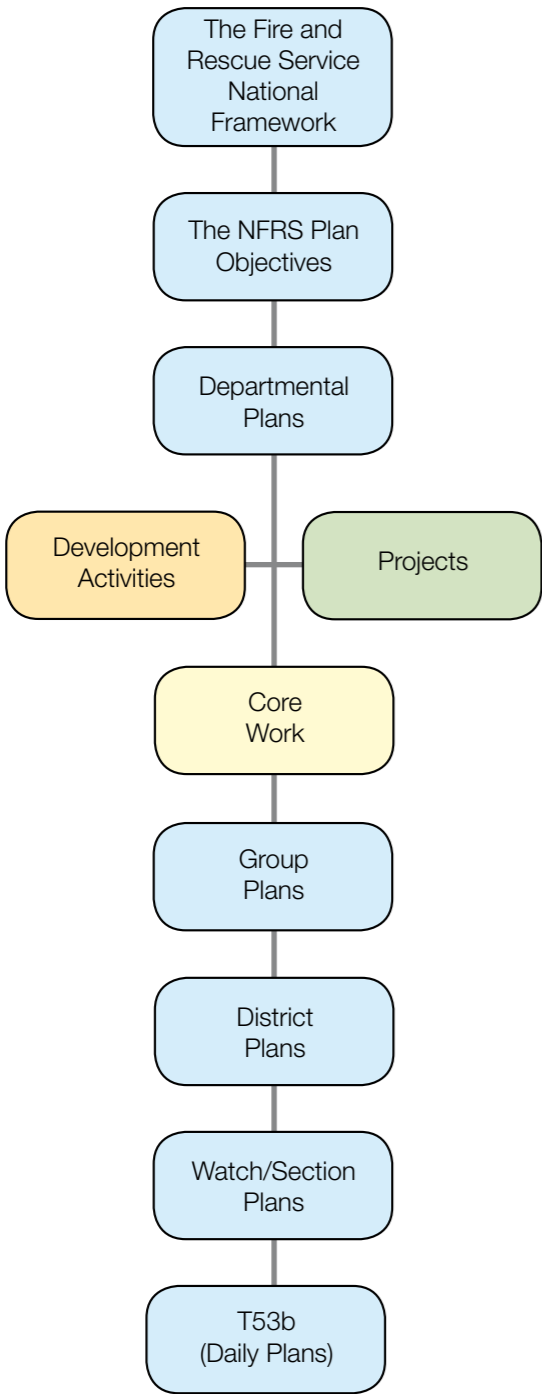 The Fire and
Rescue Service
National
Framework
The NFRS Plan
Objectives
Departmental
Plans
Development
Activities
Projects
Core
Work
Group
Plans
District
Plans
Watch/Section
Plans
T53b
(Daily Plans)